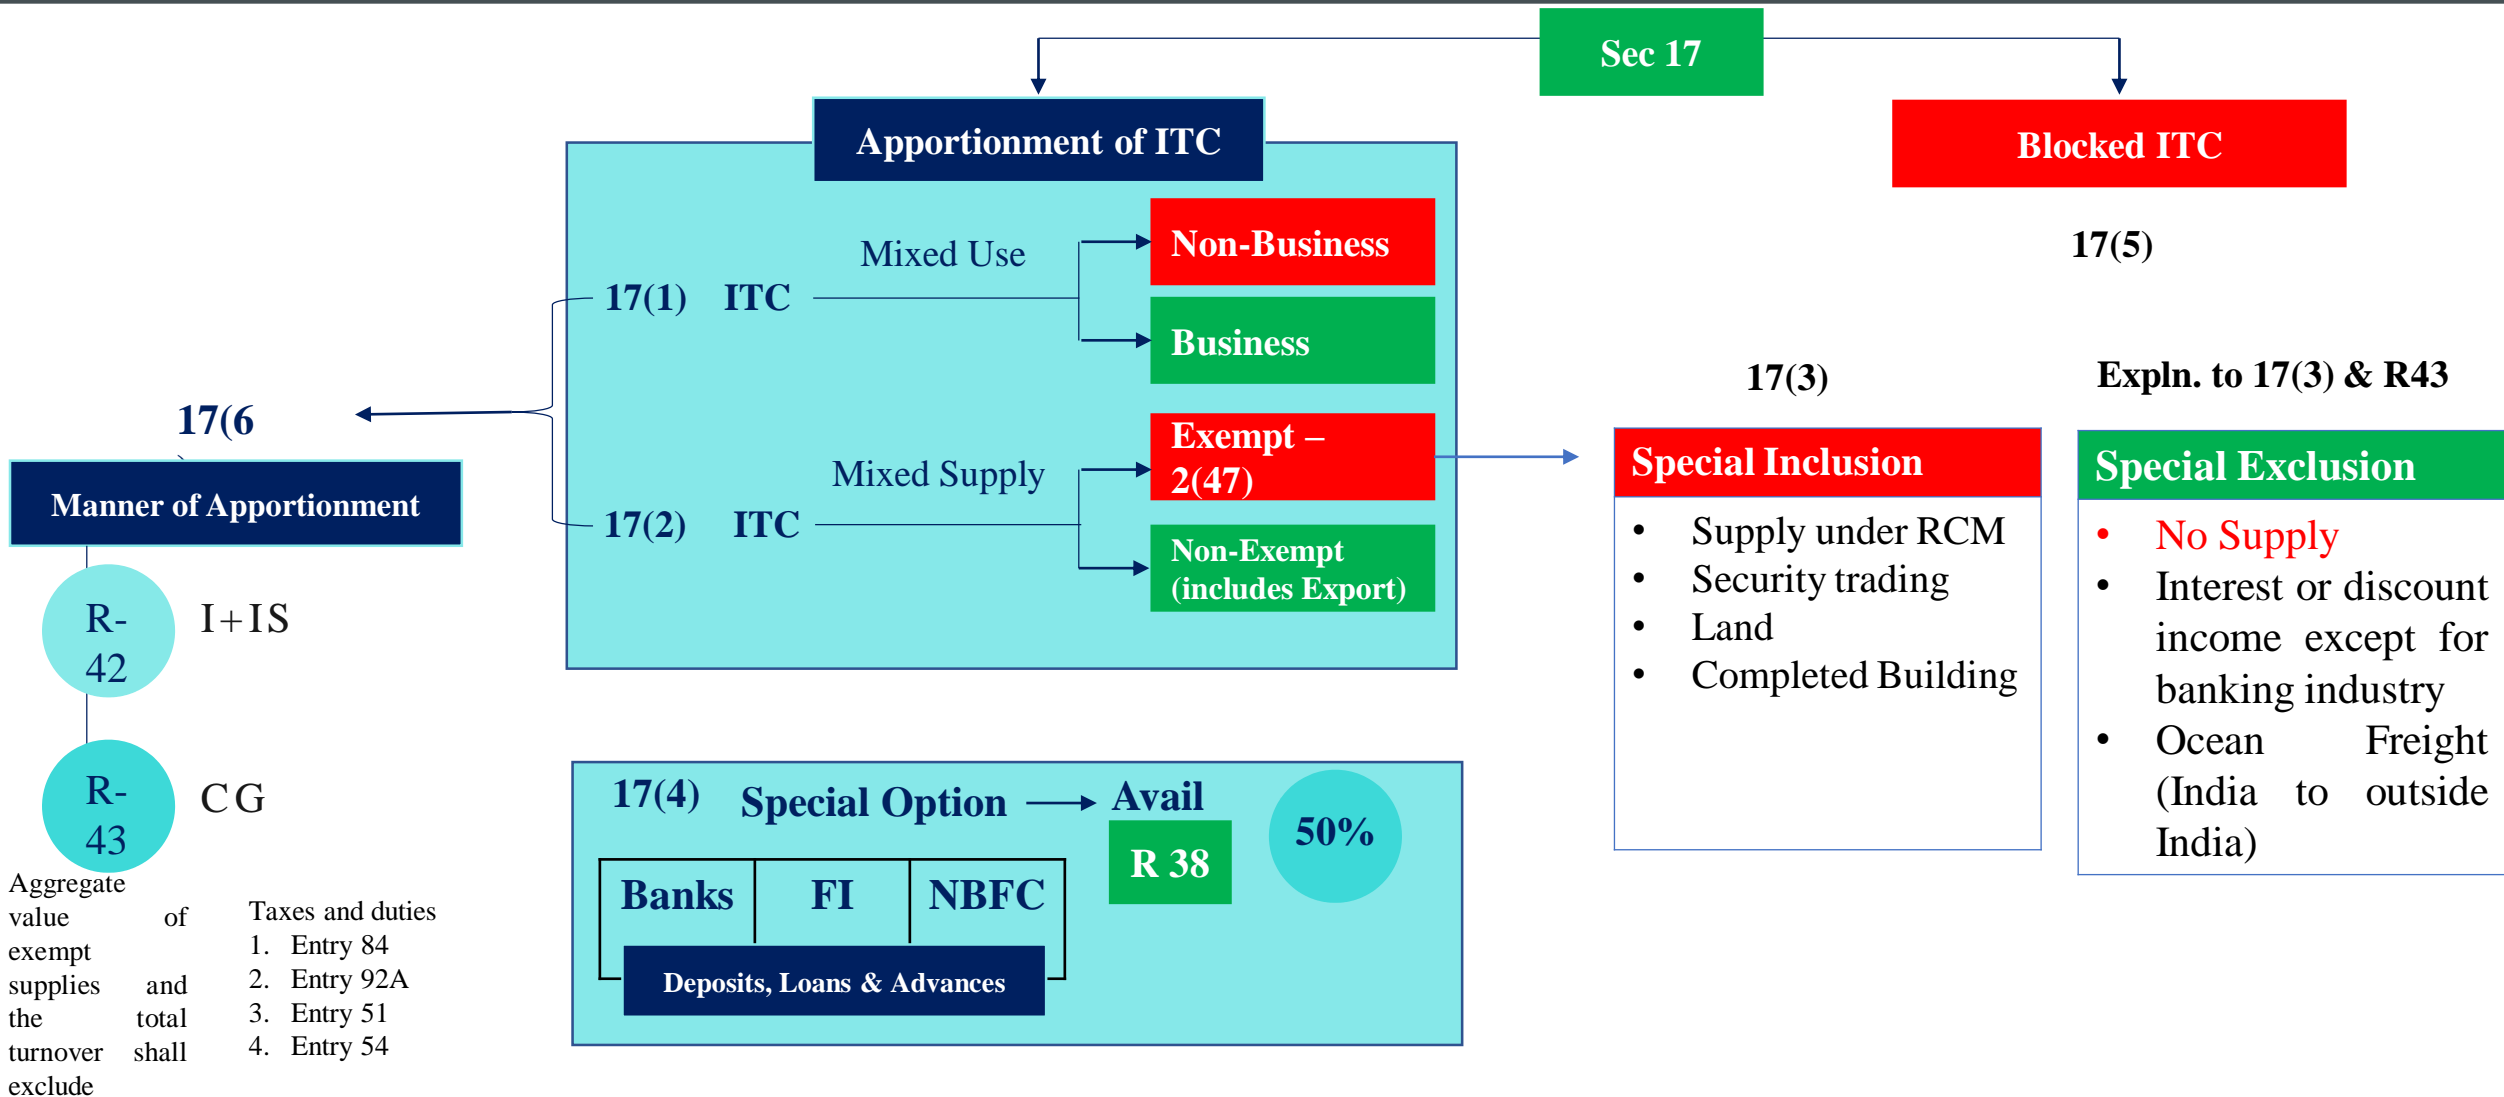 Sec 17
Apportionment of ITC
Blocked ITC
17(5)
Mixed Use
17(1) ITC
Non-Business
Business
17(6
Mixed Supply
17(2) ITC
Exempt –
2(47)
Non-Exempt
(includes Export)
Manner of Apportionment
R-
42
I+IS
R-
43
CG
Aggregate
value of
exempt
supplies and
the total
turnover shall
exclude
Taxes and duties
1. Entry 84
2. Entry 92A
3. Entry 51
4. Entry 54
17(4) Special Option
Avail
R 38
50%
Banks
FI
NBFC
Deposits, Loans & Advances
17(3)
Special Inclusion
• Supply under RCM
• Security trading
• Land
• Completed Building
Expln. to 17(3) & R43
Special Exclusion
• No Supply
• Interest or discount
income except for
banking industry
• Ocean Freight
(India to outside
India)